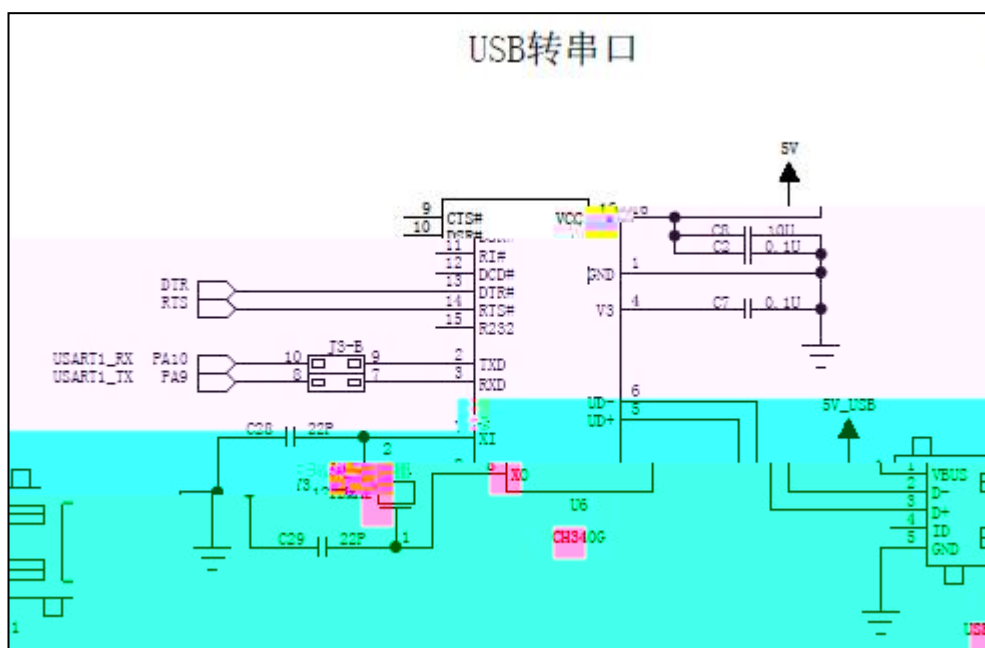 USB转串口
5V
9 CTS# VCC
10 DSR#
C8 10U
C2 0.1U
11 RI#
12 DCD# GND 1
DTR 13 DTR#
RTS 14 RTS# V3 4 C7 0.1U
15 R232
J3-B
USART1_RX PA10 10 9 2 TXD
USART1_TX PA9 8 7 3 RXD
UD- 6
UD+ 5
5V_USB
C28 22P XI
2
XO
1 VBUS
2 D-
3 D+
4 ID
5 GND
U6
C29 22P 1
CH340G
1